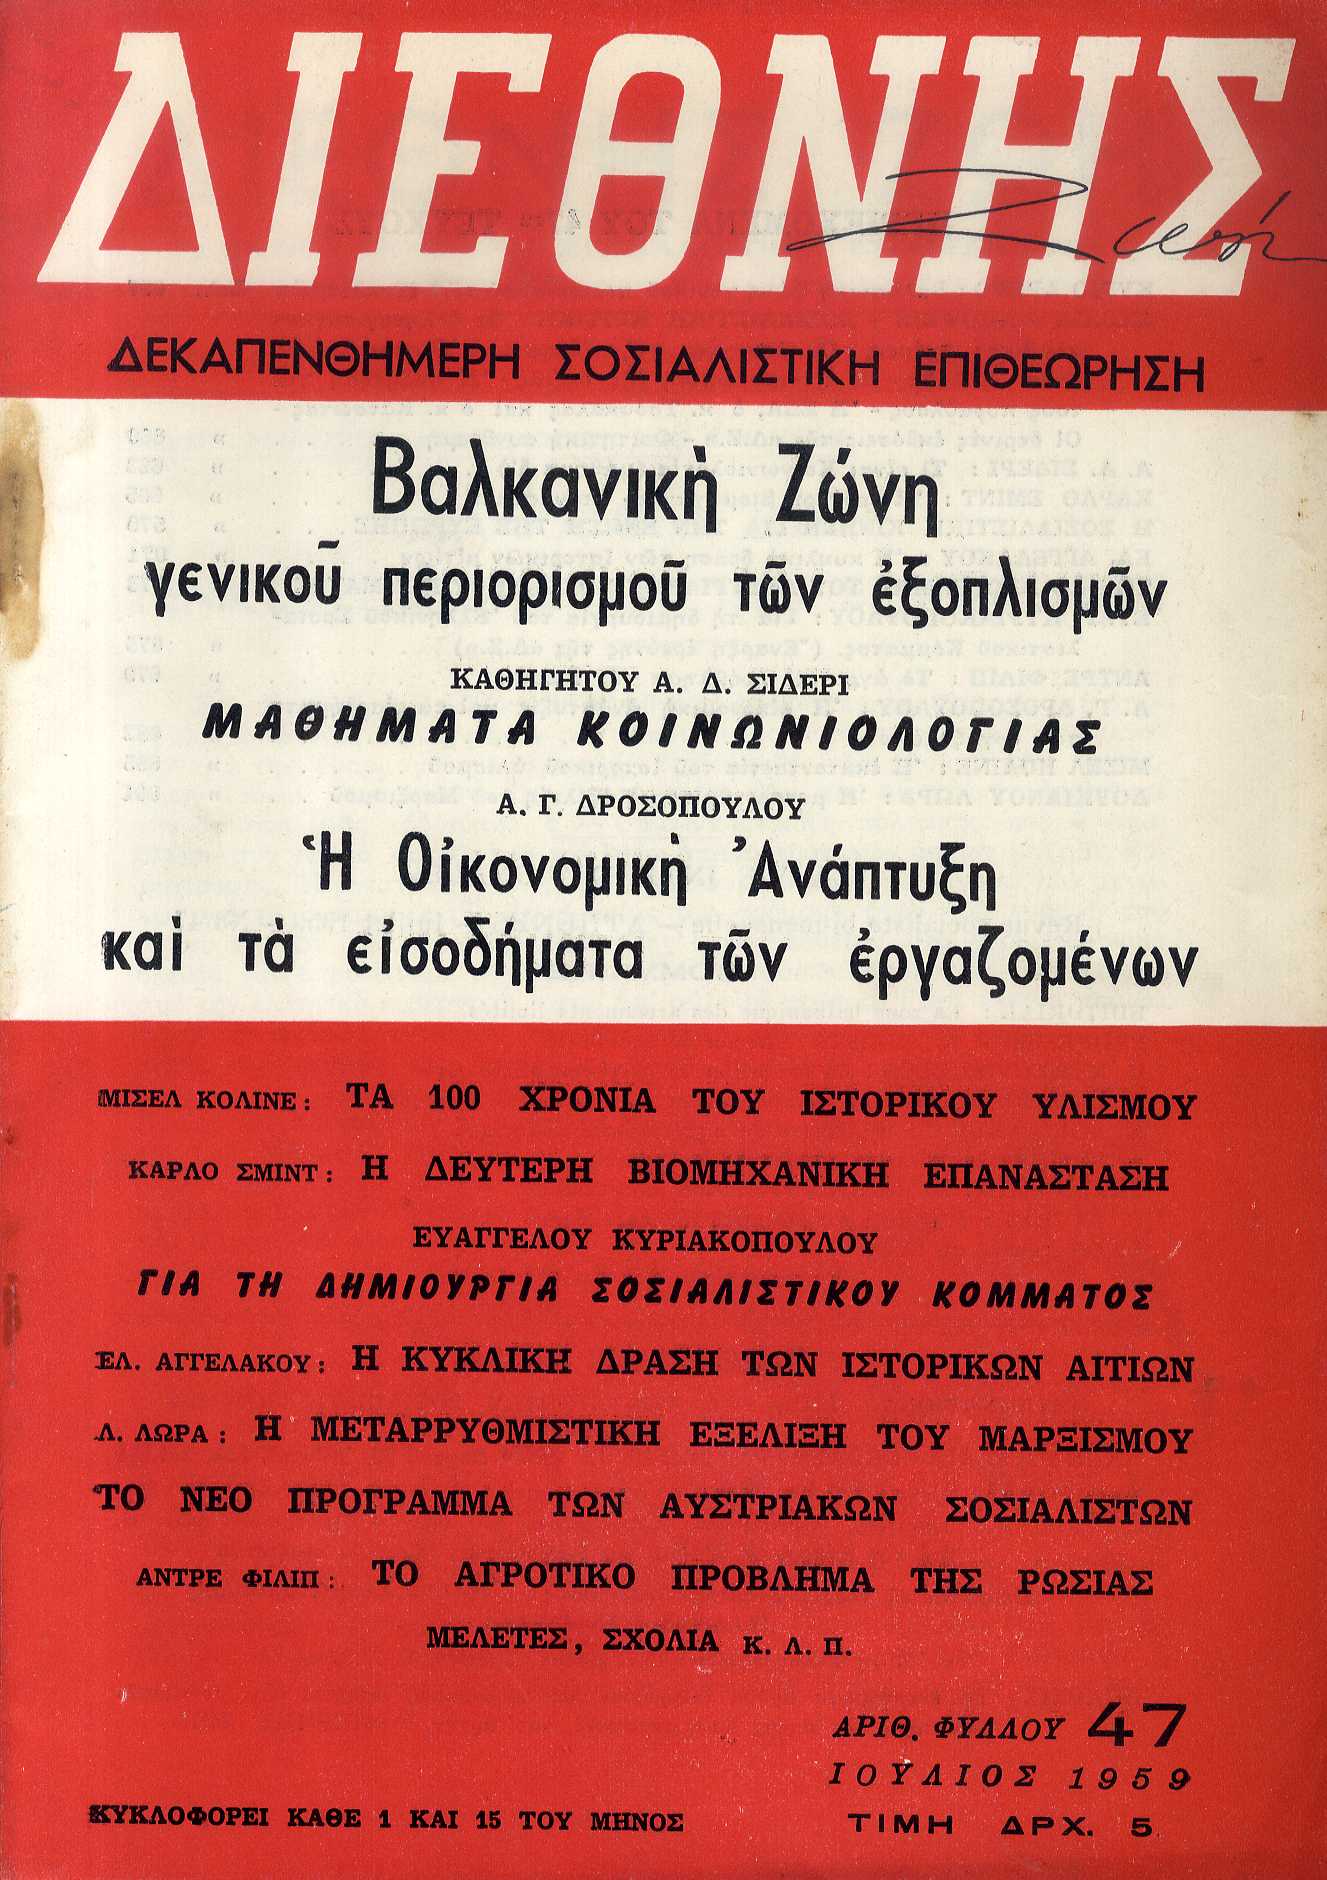 ΔΙΕΘΝΗΣ
ΔΕΚΑΠΕΝΘΗΜΕΡΗ ΣΟΣΙΑΛΙΣΤΙΚΗ ΕΠΙΘΕΩΡΗΣΗ
Βαλκανικὴ Ζώνη
γενικοῦ περιορισμοῦ τῶν ἐξοπλισμῶν
ΚΑΘΗΓΗΤΟΥ Α. Δ. ΣΙΔΕΡΙ
ΜΑΘΗΜΑΤΑ ΚΟΙΝΩΝΙΟΛΟΓΙΑΣ
Α. Γ. ΔΡΟΣΟΠΟΥΛΟΥ
Ἡ Οἰκονομικὴ Ἀνάπτυξη
καὶ τὰ εἰσοδήματα τῶν ἐργαζομένων
ΜΙΣΕΛ ΚΟΛΙΝΕ: ΤΑ 100 ΧΡΟΝΙΑ ΤΟΥ ΙΣΤΟΡΙΚΟΥ ΥΛΙΣΜΟΥ
ΚΑΡΛΟ ΣΜΙΝΤ: Η ΔΕΥΤΕΡΗ ΒΙΟΜΗΧΑΝΙΚΗ ΕΠΑΝΑΣΤΑΣΗ
ΕΥΑΓΓΕΛΟΥ ΚΥΡΙΑΚΟΠΟΥΛΟΥ
ΓΙΑ ΤΗ ΔΗΜΙΟΥΡΓΙΑ ΣΟΣΙΑΛΙΣΤΙΚΟΥ ΚΟΜΜΑΤΟΣ
ΕΛ. ΑΓΓΕΛΑΚΟΥ: Η ΚΥΚΛΙΚΗ ΔΡΑΣΗ ΤΩΝ ΙΣΤΟΡΙΚΩΝ ΑΙΤΙΩΝ
Λ. ΛΩΡΑ: Η ΜΕΤΑΡΡΥΘΜΙΣΤΙΚΗ ΕΞΕΛΙΞΗ ΤΟΥ ΜΑΡΞΙΣΜΟΥ
ΤΟ ΝΕΟ ΠΡΟΓΡΑΜΜΑ ΤΩΝ ΑΥΣΤΡΙΑΚΩΝ ΣΟΣΙΑΛΙΣΤΩΝ
ΑΝΤΡΕ ΦΙΛΙΠ: ΤΟ ΑΓΡΟΤΙΚΟ ΠΡΟΒΛΗΜΑ ΤΗΣ ΡΩΣΙΑΣ
ΜΕΛΕΤΕΣ, ΣΧΟΛΙΑ Κ. Λ. Π.
ΑΡΙΘ. ΦΥΛΛΟΥ 47
ΙΟΥΛΙΟΣ 1959
ΚΥΚΛΟΦΟΡΕΙ ΚΑΘΕ 1 ΚΑΙ 15 ΤΟΥ ΜΗΝΟΣ
ΤΙΜΗ ΔΡΧ. 5